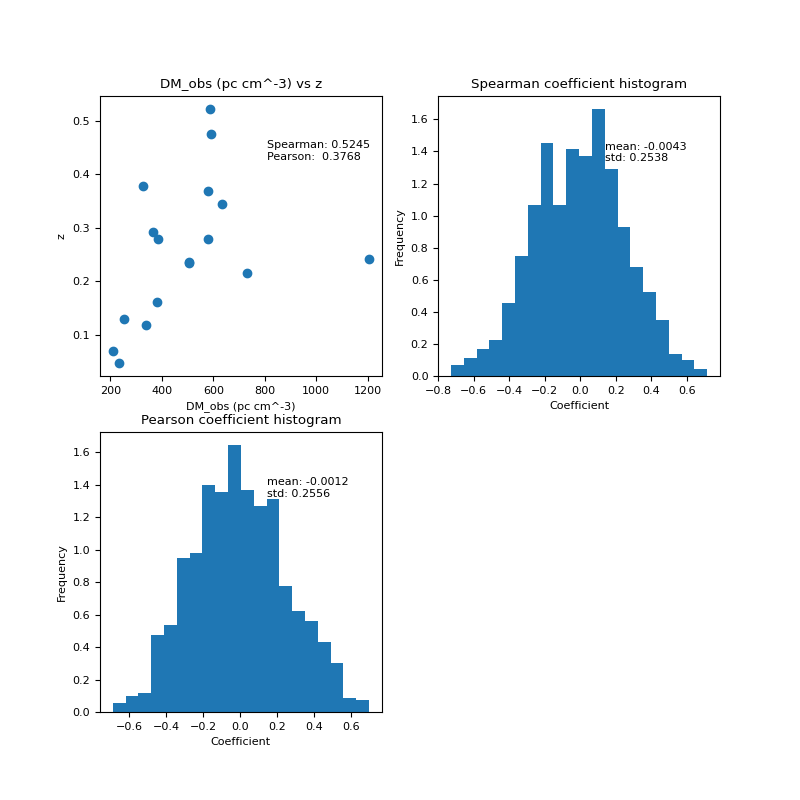 DM_obs (pc cm^-3) vs z
0.5
0.4
0.3
0.2
0.1
z
Spearman: 0.5245
Pearson:  0.3768
200
400
600
800
1000
1200
DM_obs (pc cm^-3)
Spearman coefficient histogram
1.6
1.4
1.2
1.0
0.8
0.6
0.4
0.2
0.0
Frequency
mean: -0.0043
std: 0.2538
−0.8
−0.6
−0.4
−0.2
0.0
0.2
0.4
0.6
Coefficient
Pearson coefficient histogram
1.6
1.4
1.2
1.0
0.8
0.6
0.4
0.2
0.0
Frequency
mean: -0.0012
std: 0.2556
−0.6
−0.4
−0.2
0.0
0.2
0.4
0.6
Coefficient